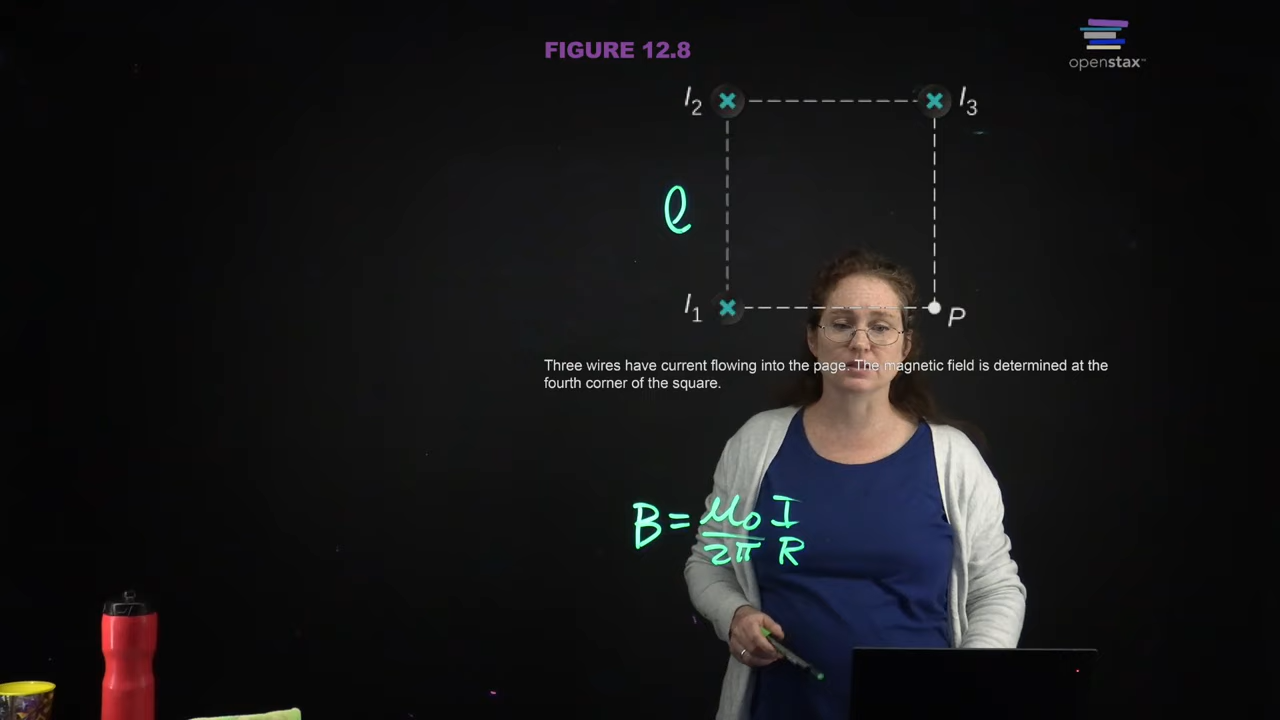 FIGURE 12.8
openstax™
I₂
I₃
ℓ
I₁
P
Three wires have current flowing into the page. The magnetic field is determined at the
fourth corner of the square.
B = μ₀ I
2π R